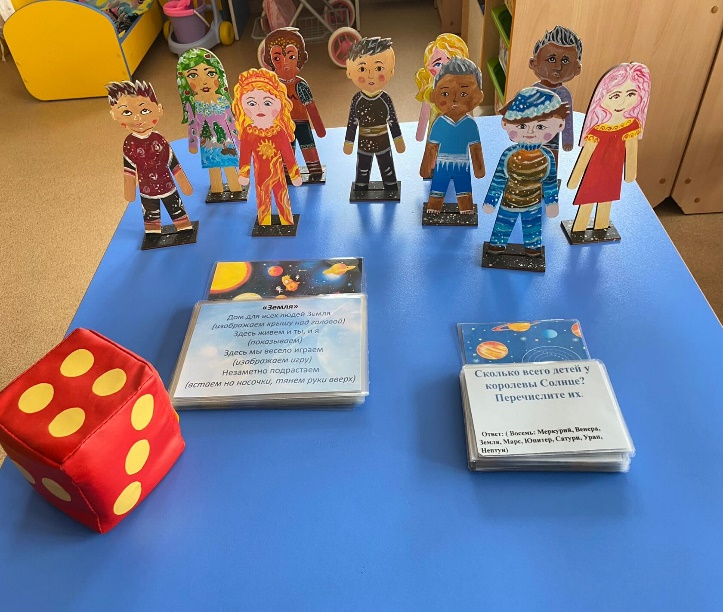 «Земля»
Дом для всех людей Земля
(изображаем крышу над головой)
Здесь живем и ты, и я
(показываем)
Здесь мы весело играем
(изображаем игру)
Незаметно подрастаем
(встаем на носочки, тянем руки вверх)
Сколько всего детей у
королевы Солнце?
Перечислите их.
Ответ: ( Восемь: Меркурий, Венера,
Земля, Марс, Юпитер, Сатурн, Уран,
Нептун)